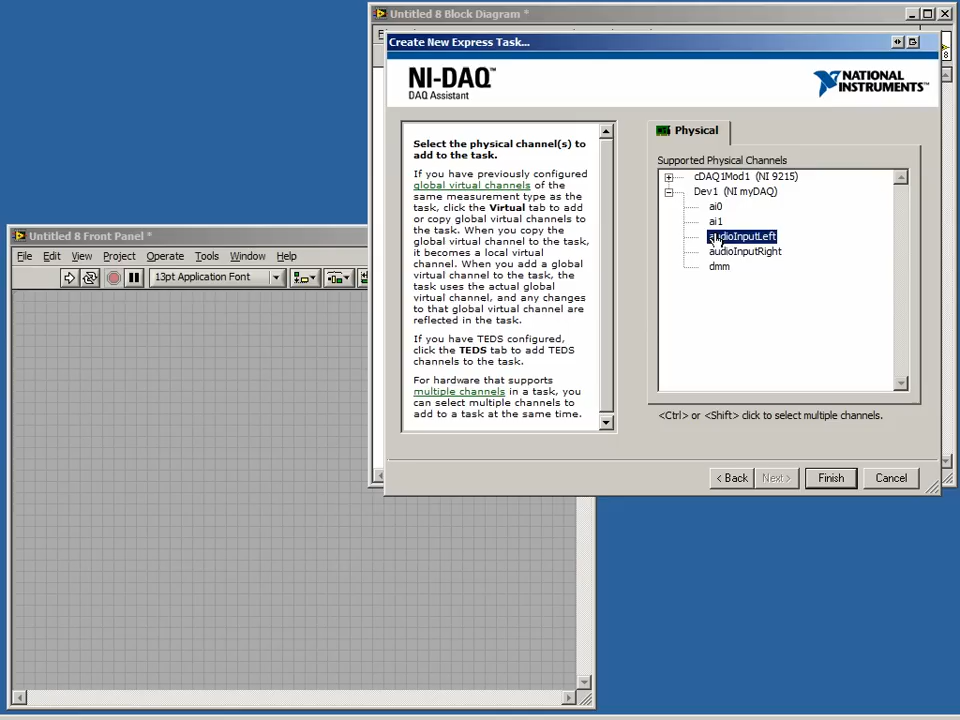 Untitled 8 Block Diagram *
Create New Express Task...
NI-DAQ™
DAQ Assistant
NATIONAL
INSTRUMENTS™
8
Select the physical channel(s) to
add to the task.
If you have previously configured
global virtual channels of the
same measurement type as the
task, click the Virtual tab to add
or copy global virtual channels to
the task. When you copy the
global virtual channel to the task,
it becomes a local virtual
channel. When you add a global
virtual channel to the task, the
task uses the actual global
virtual channel, and any changes
to that global virtual channel are
reflected in the task.
If you have TEDS configured,
click the TEDS tab to add TEDS
channels to the task.
For hardware that supports
multiple channels in a task, you
can select multiple channels to
add to a task at the same time.
Physical
Supported Physical Channels
cDAQ1Mod1 (NI 9215)
Dev1 (NI myDAQ)
ai0
ai1
audioInputLeft
audioInputRight
dmm
<Ctrl> or <Shift> click to select multiple channels.
< Back
Next >
Finish
Cancel
Untitled 8 Front Panel *
File Edit View Project Operate Tools Window Help
13pt Application Font